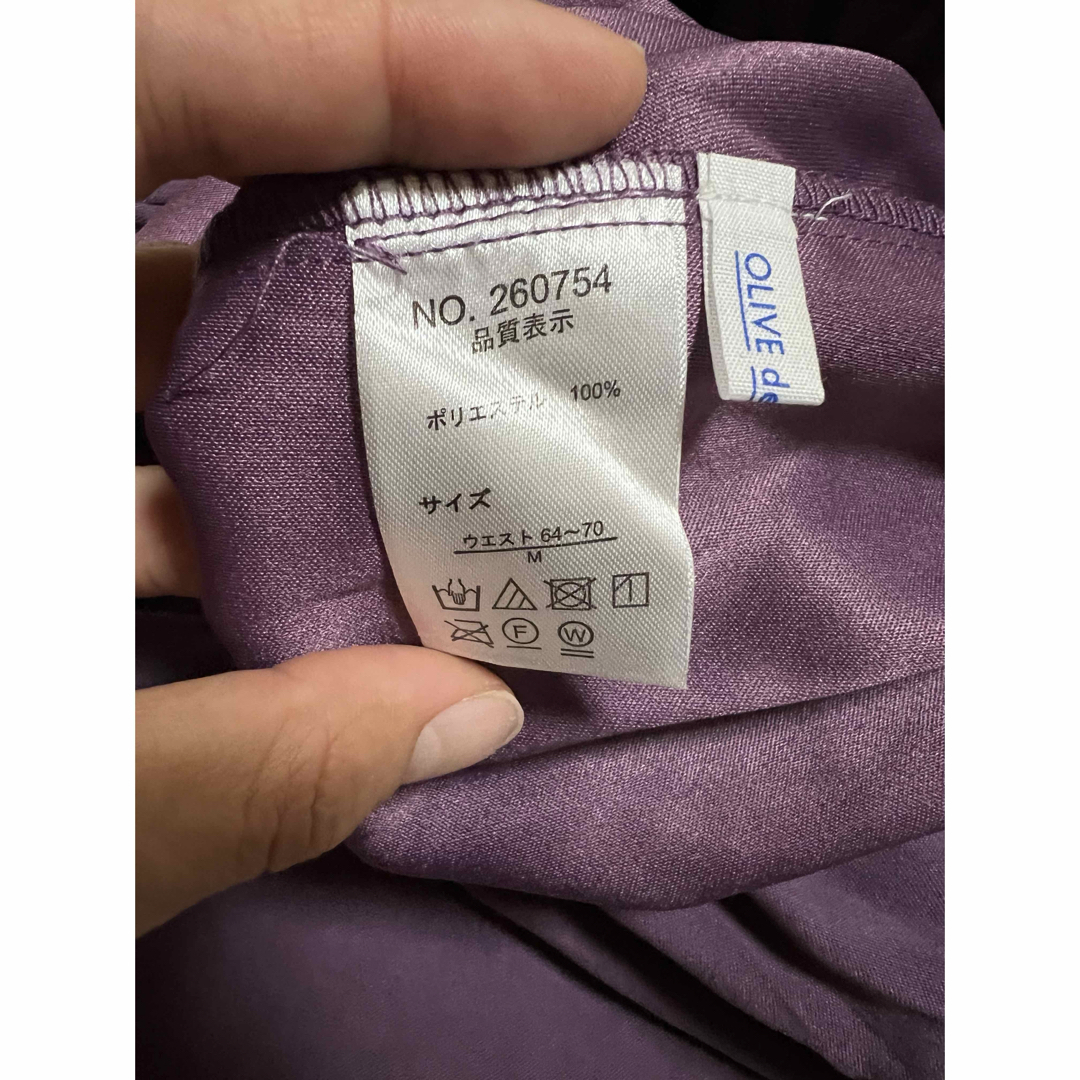 NO. 260754
品質表示
ポリエステル 100%
サイズ
ウエスト 64~70
M
F
W
OLIVE